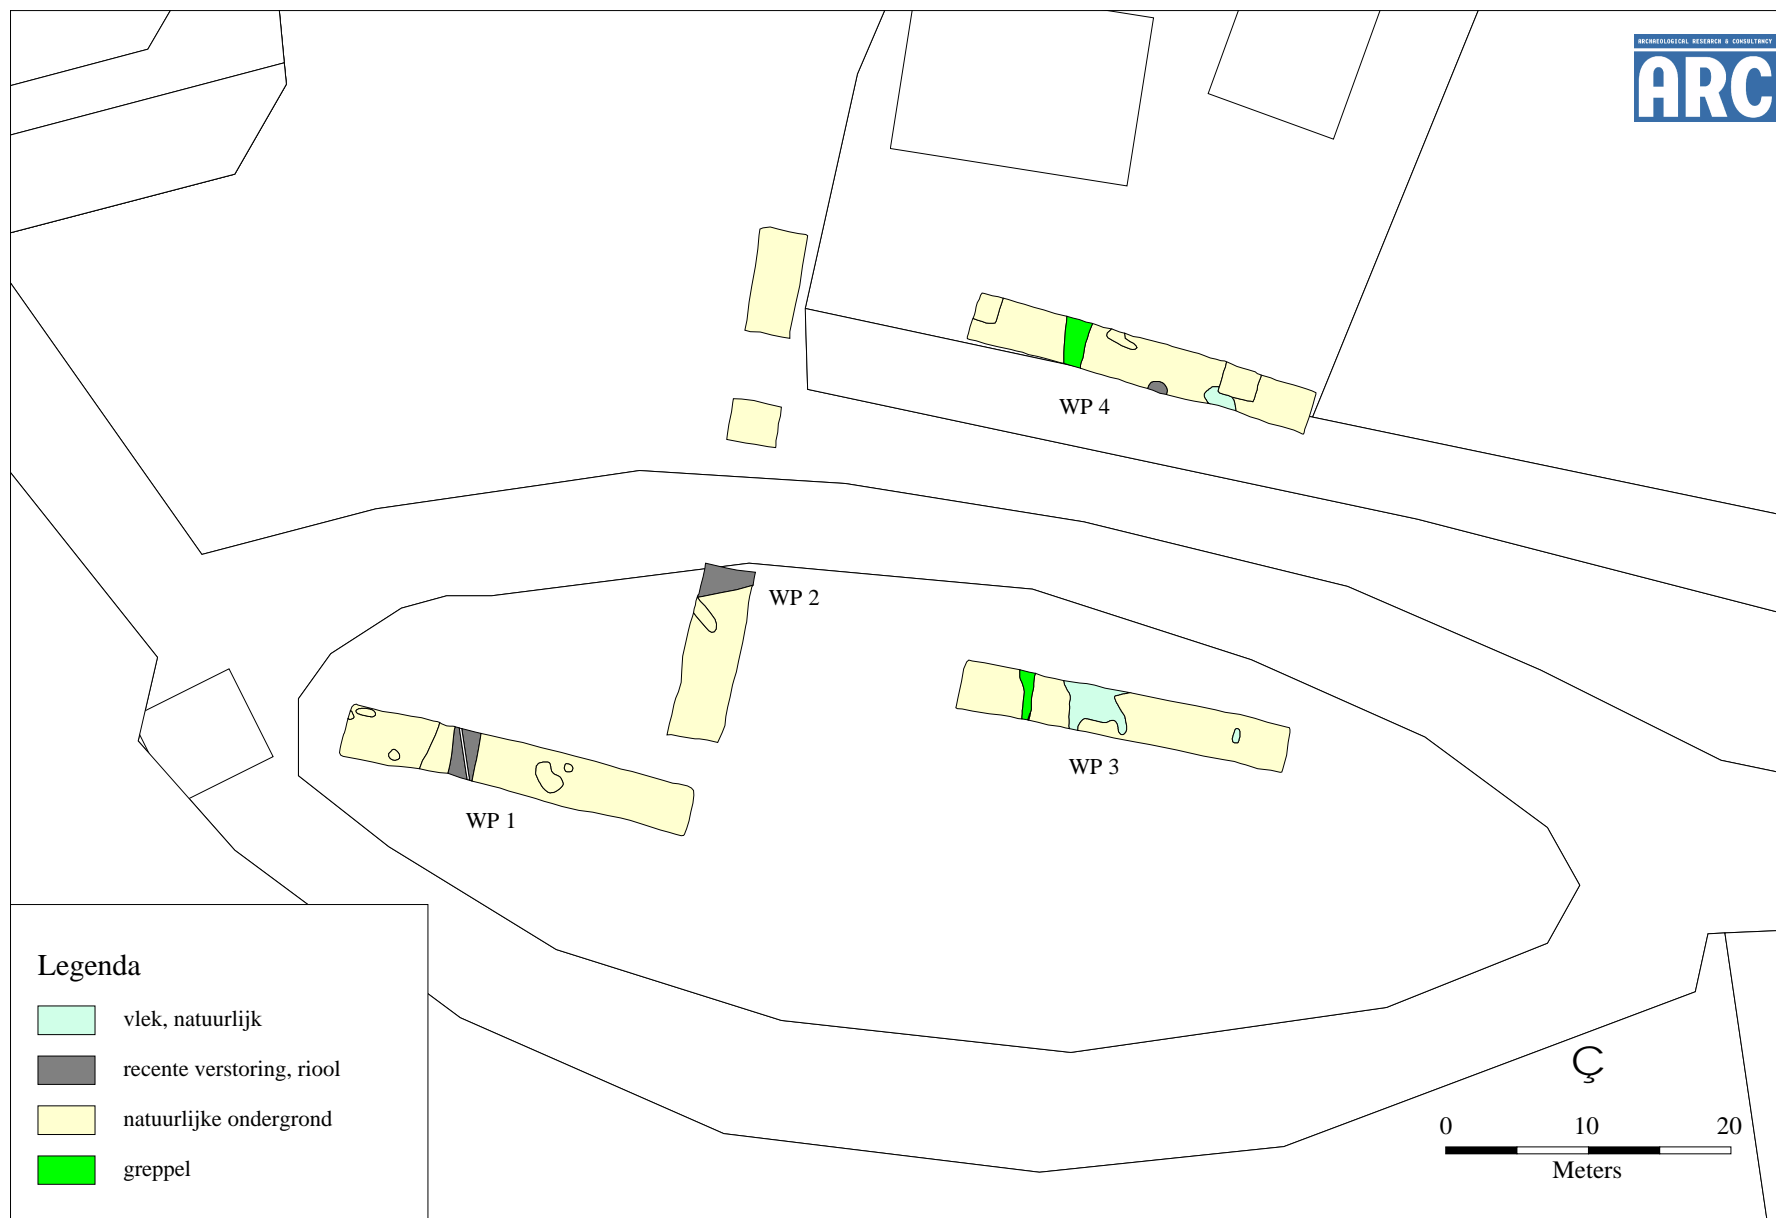 ARCHAEOLOGICAL RESEARCH & CONSULTANCY
ARC
WP 4
WP 2
WP 3
WP 1
Legenda
vlek, natuurlijk
recente verstoring, riool
natuurlijke ondergrond
greppel
Ç
0 10 20
Meters